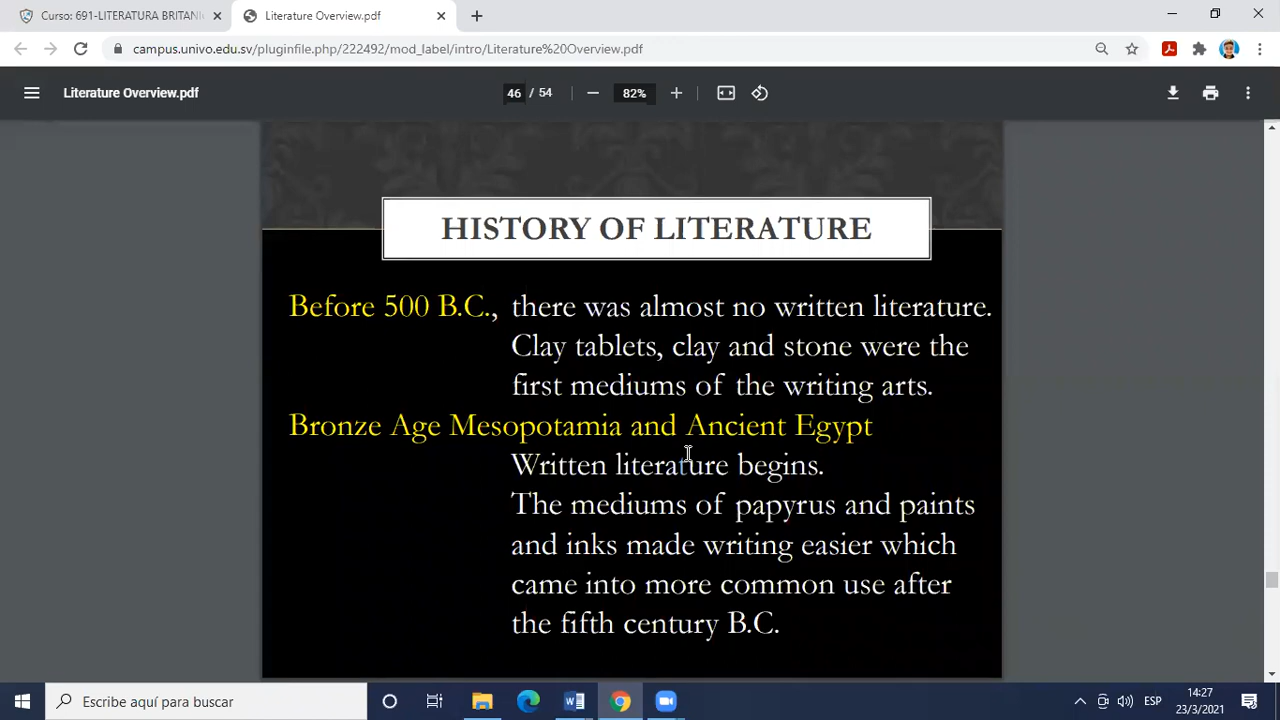 Curso: 691-LITERATURA BRITANI
Literature Overview.pdf
campus.univo.edu.sv/pluginfile.php/222492/mod_label/intro/Literature%20Overview.pdf
Literature Overview.pdf
46 / 54
82%
HISTORY OF LITERATURE
Before 500 B.C., there was almost no written literature.
Clay tablets, clay and stone were the
first mediums of the writing arts.
Bronze Age Mesopotamia and Ancient Egypt
Written literature begins.
The mediums of papyrus and paints
and inks made writing easier which
came into more common use after
the fifth century B.C.
Escribe aquí para buscar
ESP
14:27
23/3/2021